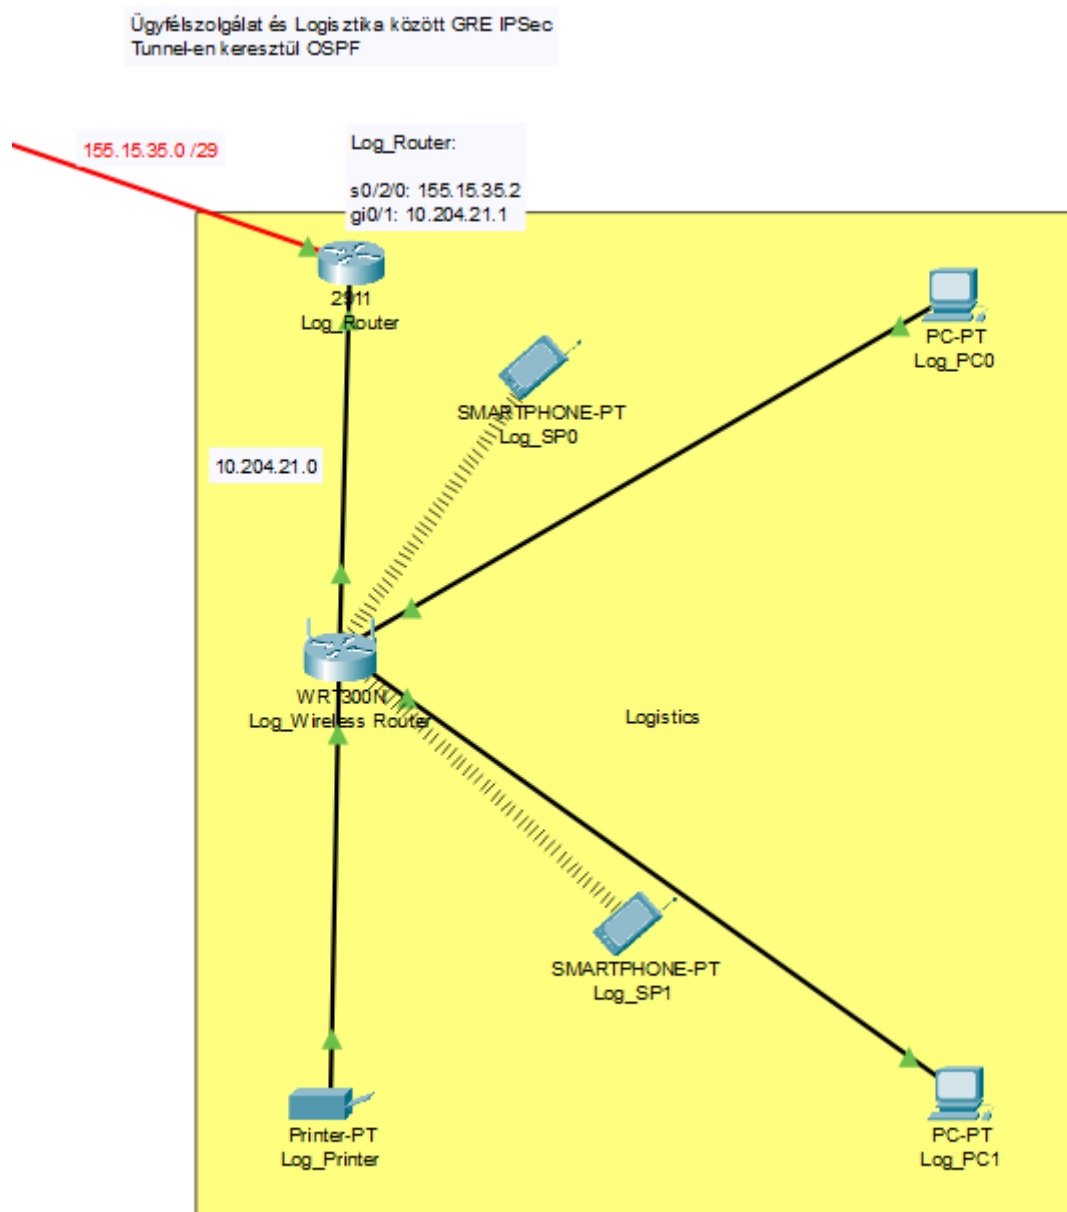 Ügyfélszolgálat és Logisztika között GRE IPSec
Tunnel-en keresztül OSPF
155.15.35.0 /29
Log_Router:
s0/2/0: 155.15.35.2
gi0/1: 10.204.21.1
2911
Log_Router
PC-PT
Log_PC0
SMARTPHONE-PT
Log_SP0
10.204.21.0
WRT300N
Log_Wireless Router
Logistics
SMARTPHONE-PT
Log_SP1
Printer-PT
Log_Printer
PC-PT
Log_PC1